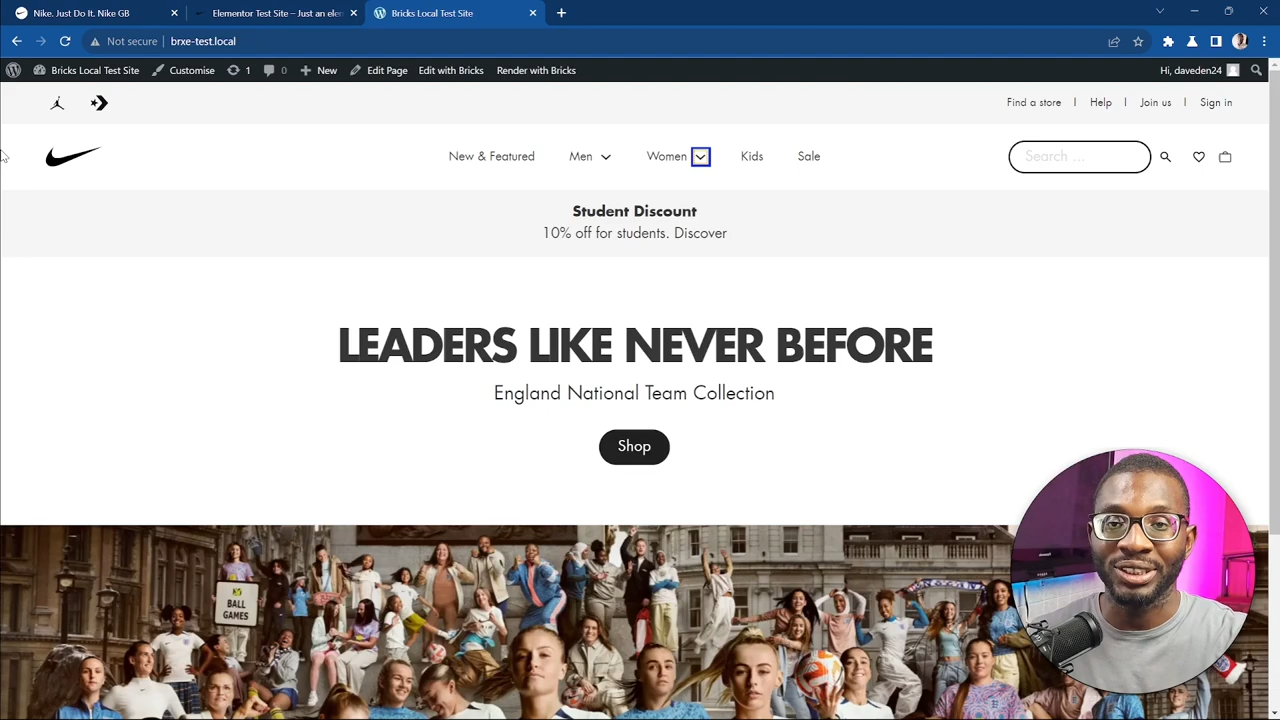 Nike. Just Do It. Nike GB
Elementor Test Site – Just an elen
Bricks Local Test Site
Not secure | brxe-test.local
Bricks Local Test Site Customise 1 0 New Edit Page Edit with Bricks Render with Bricks Hi, daveden24
Find a store | Help | Join us | Sign in
New & Featured Men Women Kids Sale Search ...
Student Discount
10% off for students. Discover
LEADERS LIKE NEVER BEFORE
England National Team Collection
Shop
BALL
GAMES